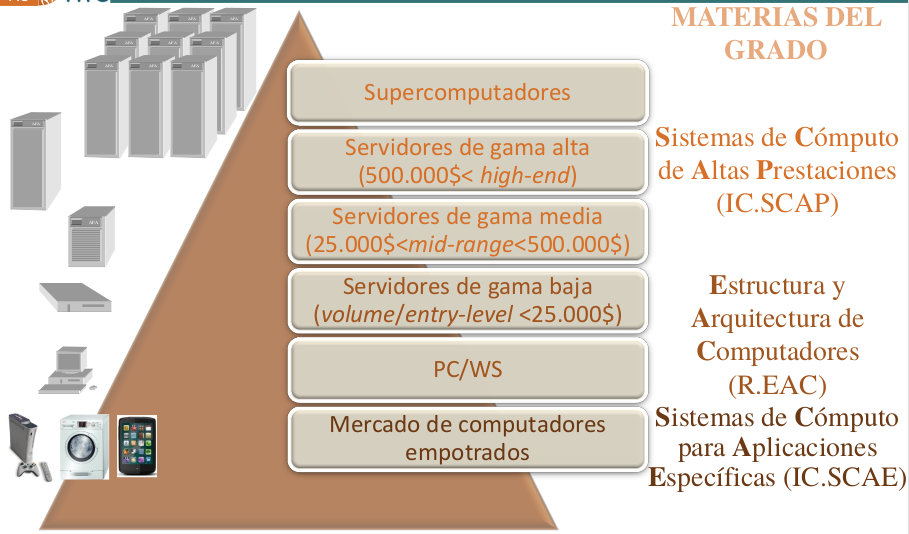 MATERIAS DEL
GRADO
Supercomputadores
Servidores de gama alta
(500.000$< high-end)
Servidores de gama media
(25.000$<mid-range<500.000$)
Servidores de gama baja
(volume/entry-level <25.000$)
PC/WS
Mercado de computadores
empotrados
Sistemas de Cómputo
de Altas Prestaciones
(IC.SCAP)
Estructura y
Arquitectura de
Computadores
(R.EAC)
Sistemas de Cómputo
para Aplicaciones
Específicas (IC.SCAE)